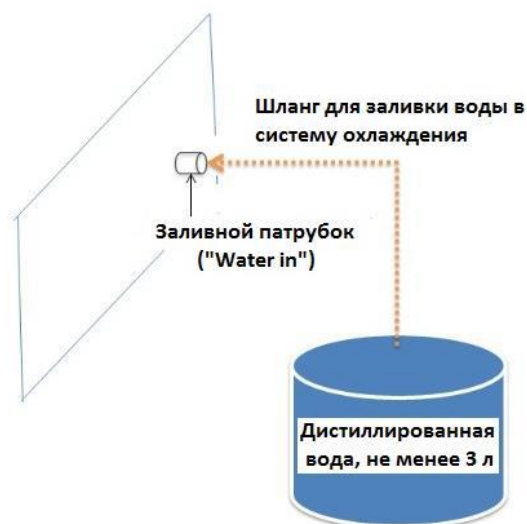 Шланг для заливки воды в
систему охлаждения
Заливной патрубок
("Water in")
Дистиллированная
вода, не менее 3 л